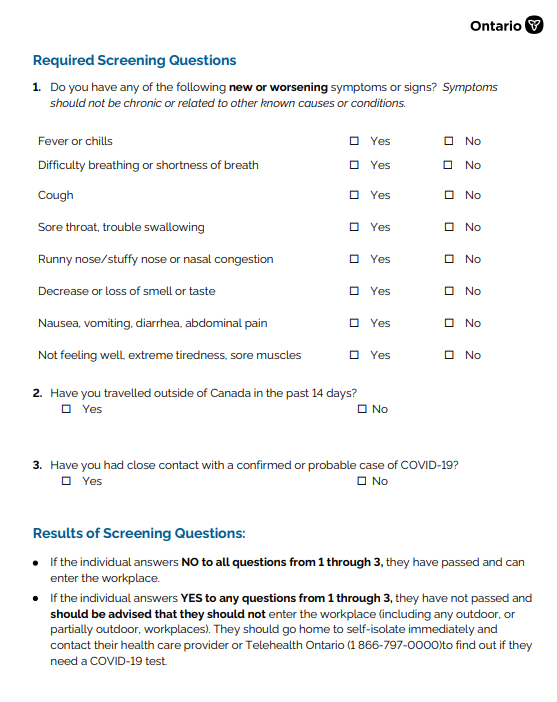 Ontario
Required Screening Questions
1. Do you have any of the following new or worsening symptoms or signs? Symptoms
should not be chronic or related to other known causes or conditions.
Fever or chills ☐ Yes ☐ No
Difficulty breathing or shortness of breath ☐ Yes ☐ No
Cough ☐ Yes ☐ No
Sore throat, trouble swallowing ☐ Yes ☐ No
Runny nose/stuffy nose or nasal congestion ☐ Yes ☐ No
Decrease or loss of smell or taste ☐ Yes ☐ No
Nausea, vomiting, diarrhea, abdominal pain ☐ Yes ☐ No
Not feeling well, extreme tiredness, sore muscles ☐ Yes ☐ No
2. Have you travelled outside of Canada in the past 14 days?
☐ Yes ☐ No
3. Have you had close contact with a confirmed or probable case of COVID-19?
☐ Yes ☐ No
Results of Screening Questions:
• If the individual answers NO to all questions from 1 through 3, they have passed and can
enter the workplace.
• If the individual answers YES to any questions from 1 through 3, they have not passed and
should be advised that they should not enter the workplace (including any outdoor, or
partially outdoor, workplaces). They should go home to self-isolate immediately and
contact their health care provider or Telehealth Ontario (1 866-797-0000)to find out if they
need a COVID-19 test.